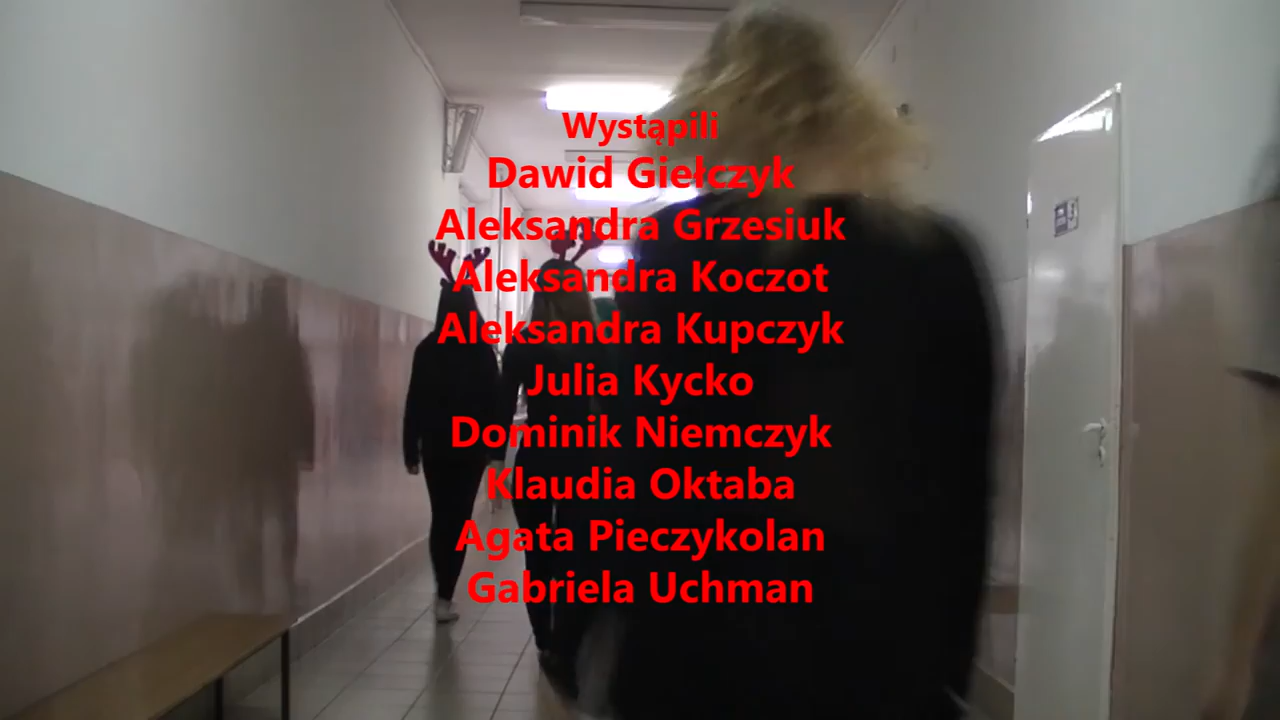 Wystąpili
Dawid Giełczyk
Aleksandra Grzesiuk
Aleksandra Koczot
Aleksandra Kupczyk
Julia Kycko
Dominik Niemczyk
Klaudia Oktaba
Agata Pieczykolan
Gabriela Uchman